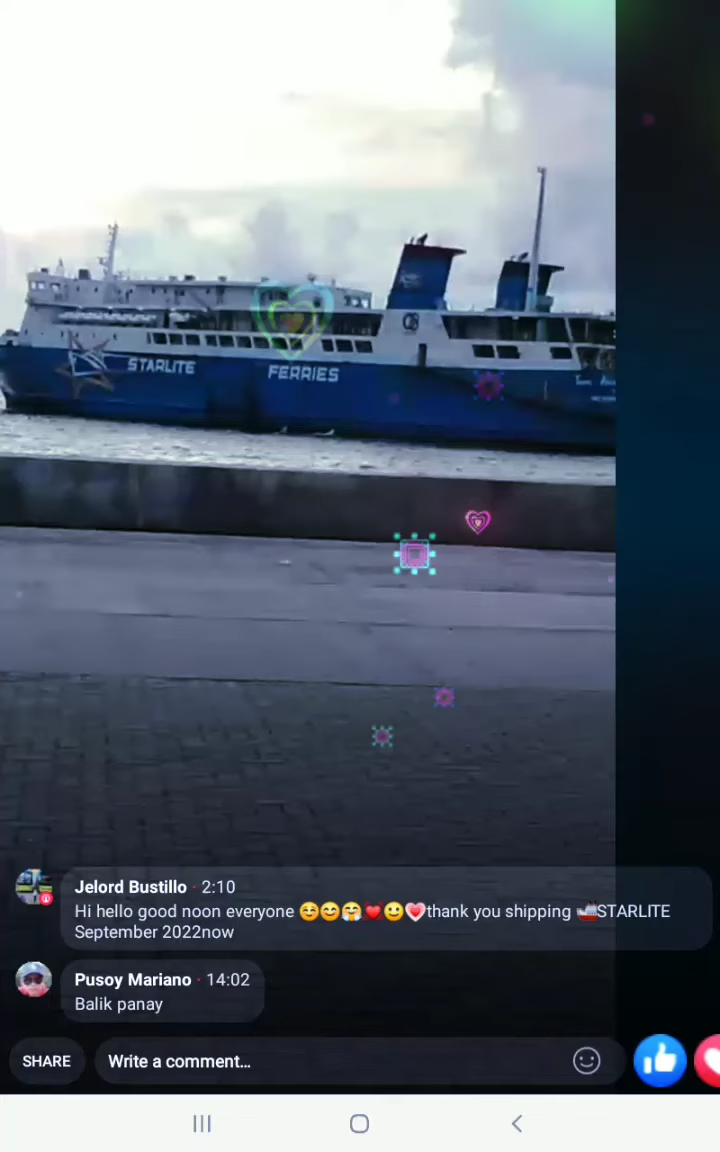 STARLITE FERRIES
Jelord Bustillo · 2:10
Hi hello good noon everyone ☺️😊🤗💓🙂💗thank you shipping 🚢STARLITE
September 2022now
Pusoy Mariano · 14:02
Balik panay
SHARE
Write a comment...